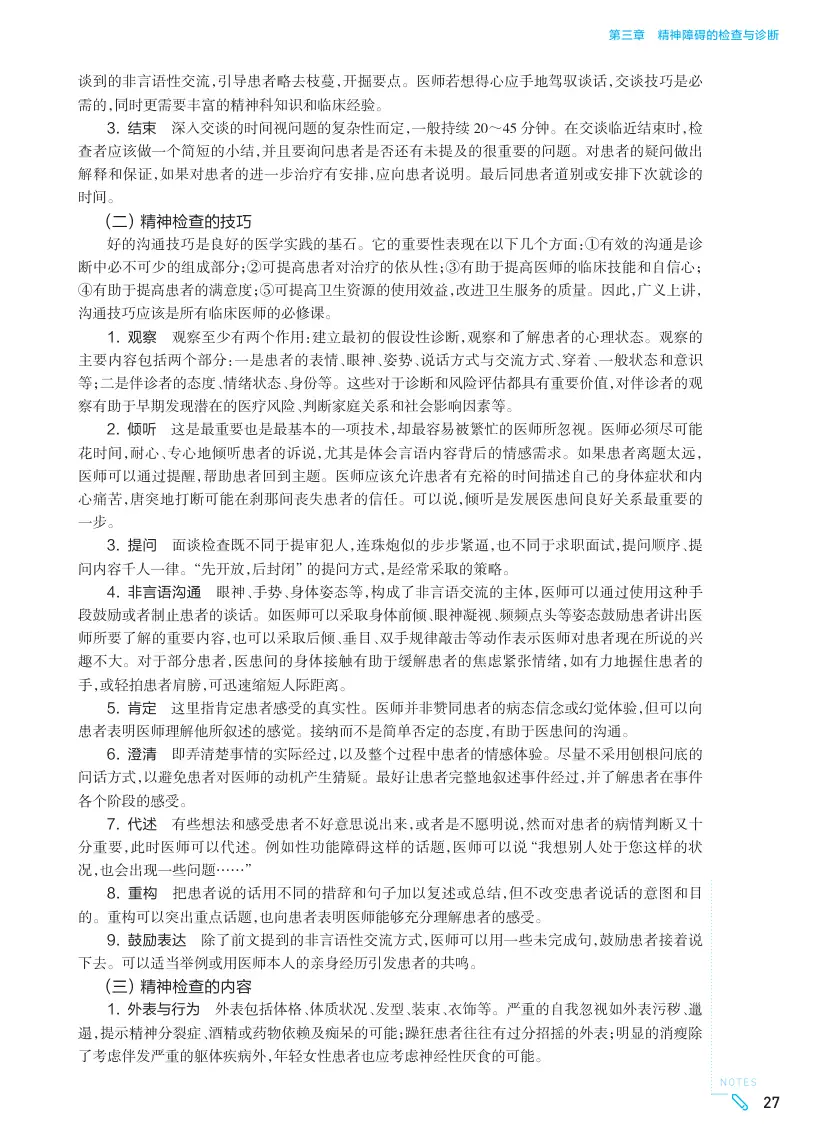 第三章　精神障碍的检查与诊断
谈到的非言语性交流,引导患者略去枝蔓,开掘要点。医师若想得心应手地驾驭谈话,交谈技巧是必
需的,同时更需要丰富的精神科知识和临床经验。
3. 结束　深入交谈的时间视问题的复杂性而定,一般持续 20～45 分钟。在交谈临近结束时,检
查者应该做一个简短的小结,并且要询问患者是否还有未提及的很重要的问题。对患者的疑问做出
解释和保证,如果对患者的进一步治疗有安排,应向患者说明。最后同患者道别或安排下次就诊的
时间。
（二）精神检查的技巧
好的沟通技巧是良好的医学实践的基石。它的重要性表现在以下几个方面:①有效的沟通是诊
断中必不可少的组成部分;②可提高患者对治疗的依从性;③有助于提高医师的临床技能和自信心;
④有助于提高患者的满意度;⑤可提高卫生资源的使用效益,改进卫生服务的质量。因此,广义上讲,
沟通技巧应该是所有临床医师的必修课。
1. 观察　观察至少有两个作用:建立最初的假设性诊断,观察和了解患者的心理状态。观察的
主要内容包括两个部分:一是患者的表情、眼神、姿势、说话方式与交流方式、穿着、一般状态和意识
等;二是伴诊者的态度、情绪状态、身份等。这些对于诊断和风险评估都具有重要价值,对伴诊者的观
察有助于早期发现潜在的医疗风险、判断家庭关系和社会影响因素等。
2. 倾听　这是最重要也是最基本的一项技术,却最容易被繁忙的医师所忽视。医师必须尽可能
花时间,耐心、专心地倾听患者的诉说,尤其是体会言语内容背后的情感需求。如果患者离题太远,
医师可以通过提醒,帮助患者回到主题。医师应该允许患者有充裕的时间描述自己的身体症状和内
心痛苦,唐突地打断可能在刹那间丧失患者的信任。可以说,倾听是发展医患间良好关系最重要的
一步。
3. 提问　面谈检查既不同于提审犯人,连珠炮似的步步紧逼,也不同于求职面试,提问顺序、提
问内容千人一律。“先开放,后封闭” 的提问方式,是经常采取的策略。
4. 非言语沟通　眼神、手势、身体姿态等,构成了非言语交流的主体,医师可以通过使用这种手
段鼓励或者制止患者的谈话。如医师可以采取身体前倾、眼神凝视、频频点头等姿态鼓励患者讲出医
师所要了解的重要内容,也可以采取后倾、垂目、双手规律敲击等动作表示医师对患者现在所说的兴
趣不大。对于部分患者,医患间的身体接触有助于缓解患者的焦虑紧张情绪,如有力地握住患者的
手,或轻拍患者肩膀,可迅速缩短人际距离。
5. 肯定　这里指肯定患者感受的真实性。医师并非赞同患者的病态信念或幻觉体验,但可以向
患者表明医师理解他所叙述的感觉。接纳而不是简单否定的态度,有助于医患间的沟通。
6. 澄清　即弄清楚事情的实际经过,以及整个过程中患者的情感体验。尽量不采用刨根问底的
问话方式,以避免患者对医师的动机产生猜疑。最好让患者完整地叙述事件经过,并了解患者在事件
各个阶段的感受。
7. 代述　有些想法和感受患者不好意思说出来,或者是不愿明说,然而对患者的病情判断又十
分重要,此时医师可以代述。例如性功能障碍这样的话题,医师可以说 “我想别人处于您这样的状
况,也会出现一些问题……”
8. 重构　把患者说的话用不同的措辞和句子加以复述或总结,但不改变患者说话的意图和目
的。重构可以突出重点话题,也向患者表明医师能够充分理解患者的感受。
9. 鼓励表达　除了前文提到的非言语性交流方式,医师可以用一些未完成句,鼓励患者接着说
下去。可以适当举例或用医师本人的亲身经历引发患者的共鸣。
（三）精神检查的内容
1. 外表与行为　外表包括体格、体质状况、发型、装束、衣饰等。严重的自我忽视如外表污秽、邋
遢,提示精神分裂症、酒精或药物依赖及痴呆的可能;躁狂患者往往有过分招摇的外表;明显的消瘦除
了考虑伴发严重的躯体疾病外,年轻女性患者也应考虑神经性厌食的可能。
NOTES
27